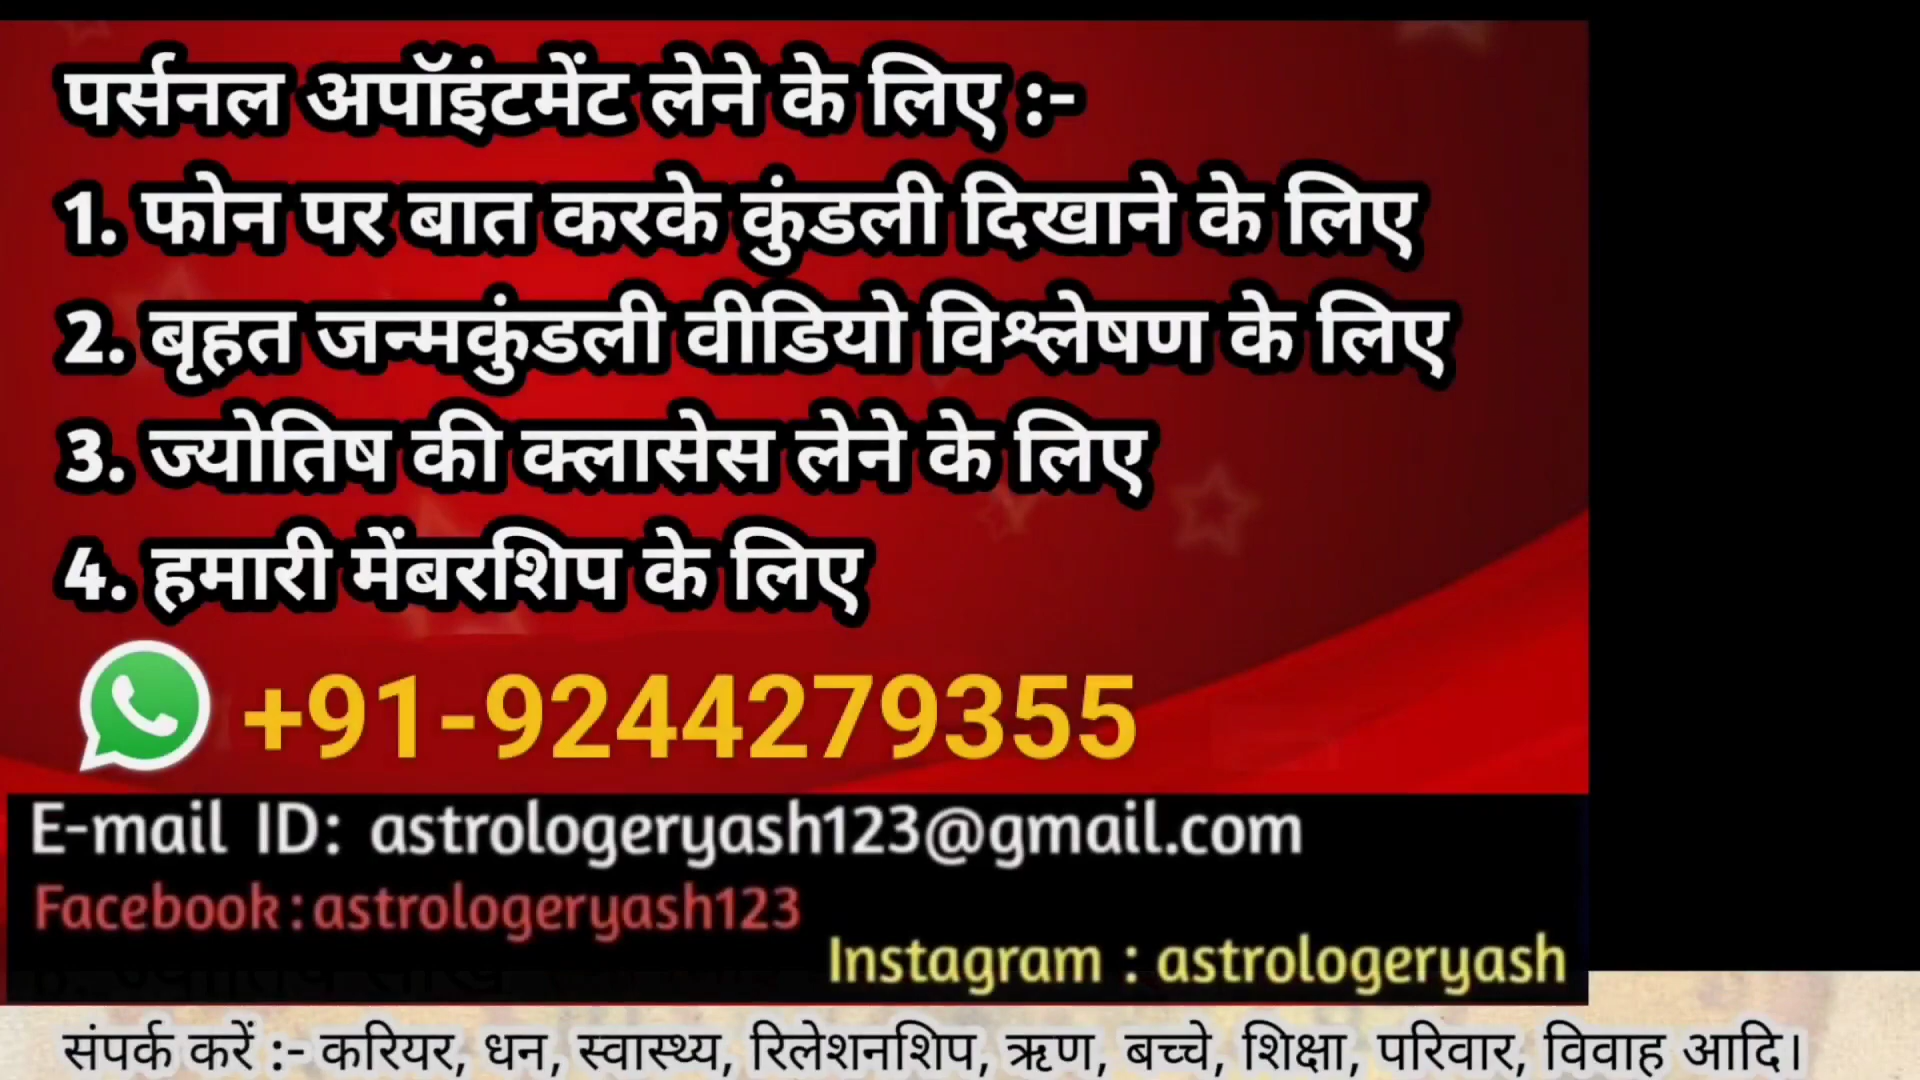 पर्सनल अपॉइंटमेंट लेने के लिए :-
1. फोन पर बात करके कुंडली दिखाने के लिए
2. बृहत जन्मकुंडली वीडियो विश्लेषण के लिए
3. ज्योतिष की क्लासेस लेने के लिए
4. हमारी मेंबरशिप के लिए
+91-9244279355
E-mail ID: astrologeryash123@gmail.com
Facebook : astrologeryash123
Instagram : astrologeryash
संपर्क करें :- करियर, धन, स्वास्थ्य, रिलेशनशिप, ऋण, बच्चे, शिक्षा, परिवार, विवाह आदि।